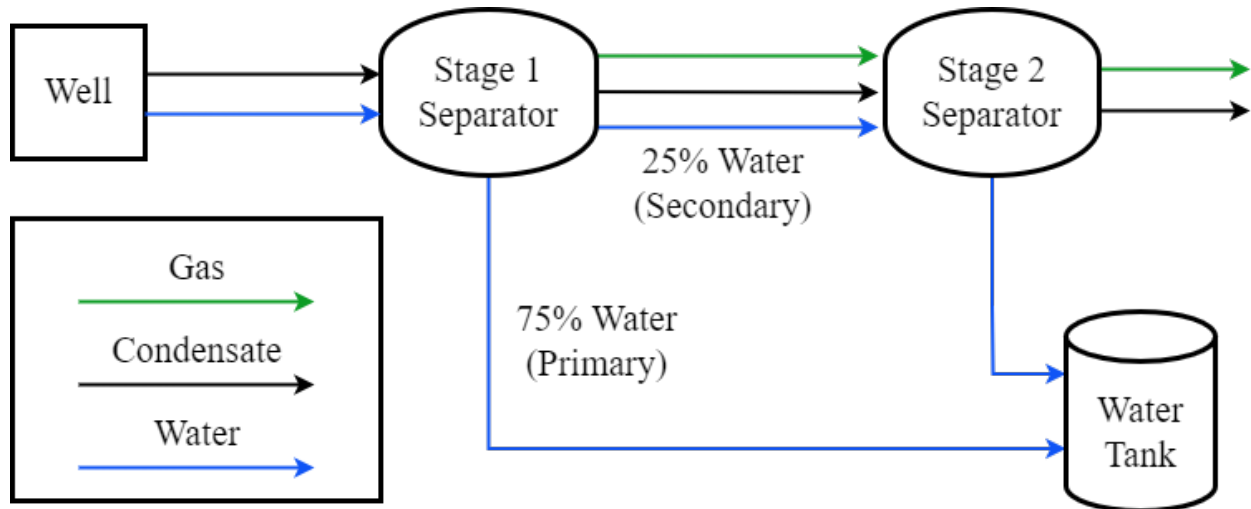 Well
Stage 1
Separator
Stage 2
Separator
25% Water
(Secondary)
Gas
Condensate
Water
75% Water
(Primary)
Water
Tank